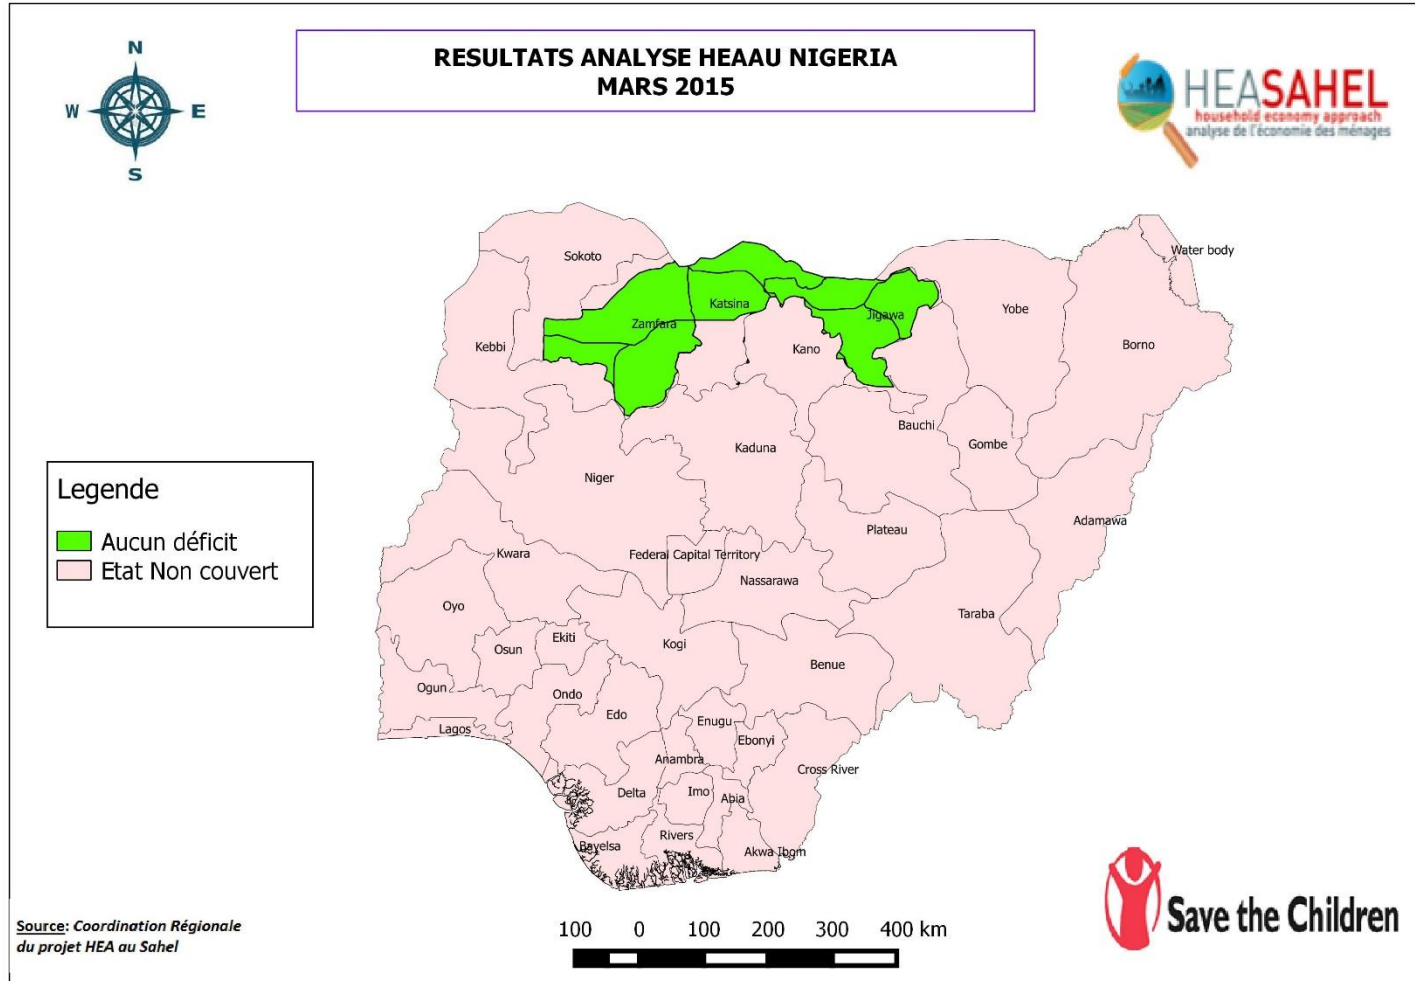 RESULTATS ANALYSE HEAAU NIGERIA
MARS 2015
N
W
E
S
HEASAHEL
household economy approach
analyse de l'économie des ménages
Water body
Sokoto
Katsina
Zamfara
Jigawa
Yobe
Kebbi
Kano
Borno
Bauchi
Gombe
Kaduna
Niger
Plateau
Adamawa
Kwara
Federal Capital Territory
Nassarawa
Oyo
Taraba
Ekiti
Osun
Kogi
Benue
Ogun
Ondo
Edo
Enugu
Lagos
Ebonyi
Anambra
Cross River
Delta
Imo
Abia
Rivers
Bayelsa
Akwa Ibom
Legende
Aucun déficit
Etat Non couvert
Source: Coordination Régionale
du projet HEA au Sahel
100 0 100 200 300 400 km
Save the Children